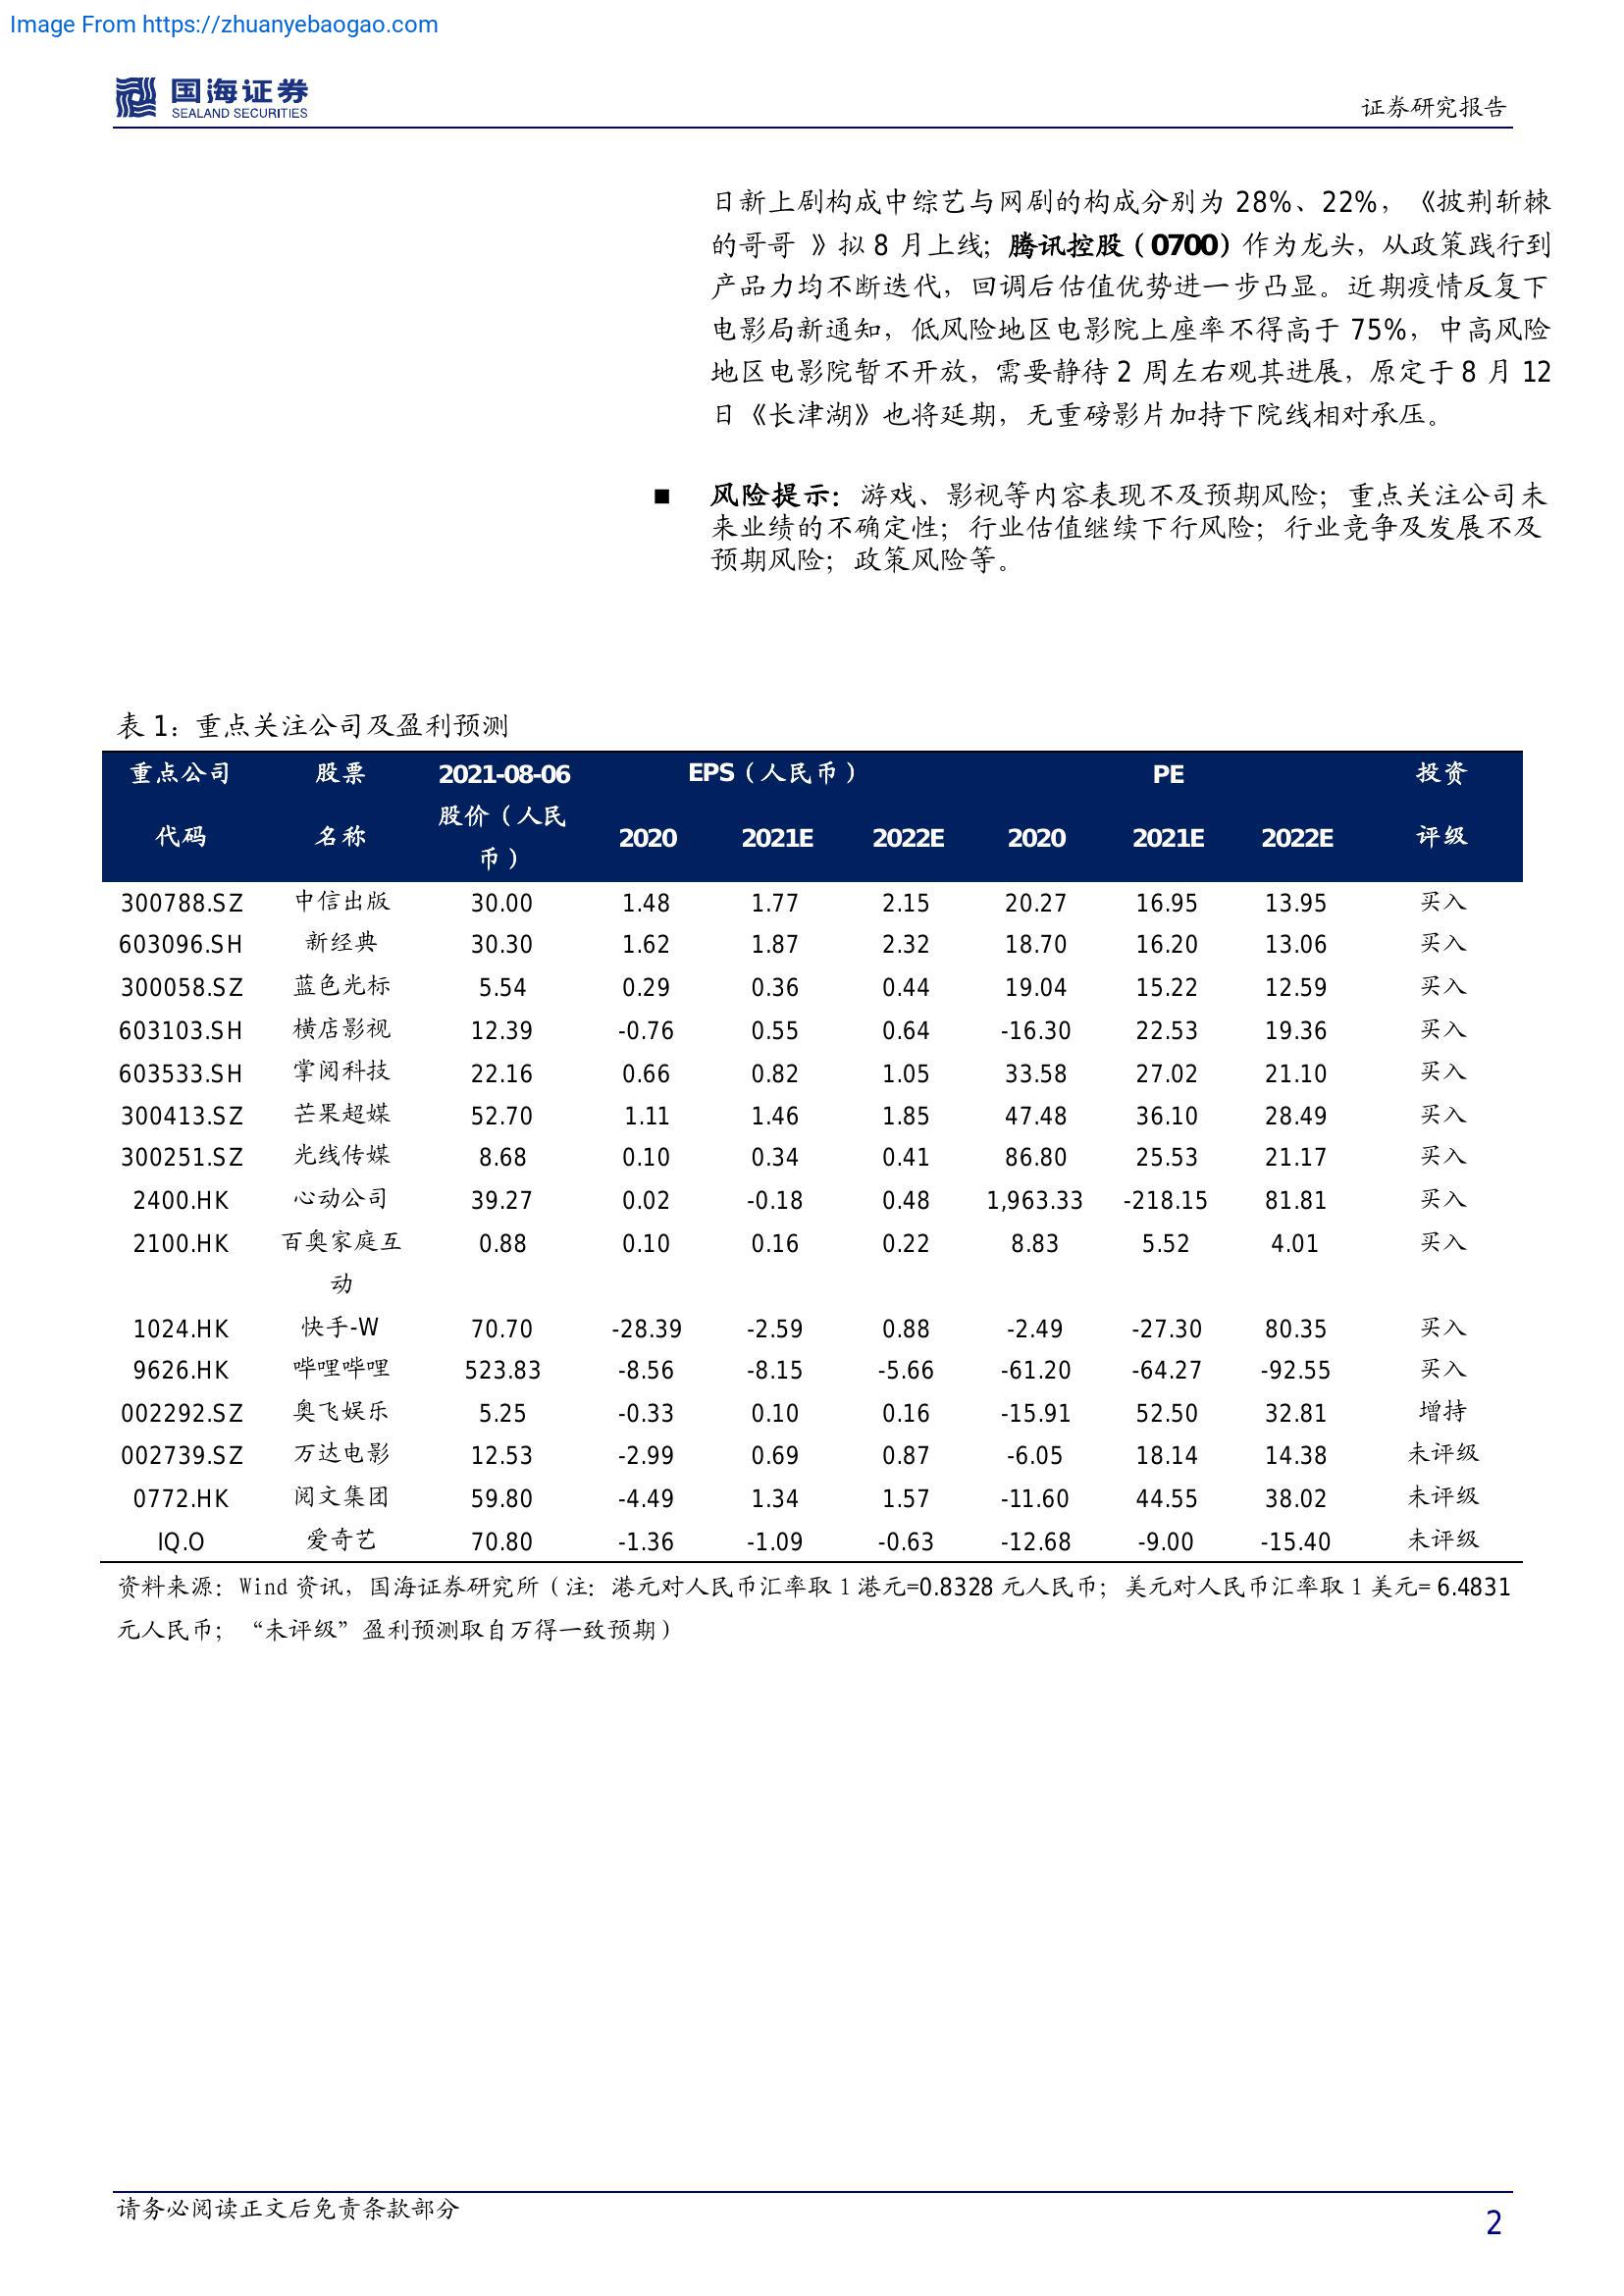 Image From https://zhuanyebaogao.com
国海证券
SEALAND SECURITIES
证券研究报告
日新上剧构成中综艺与网剧的构成分别为 28%、22%，《披荆斩棘
的哥哥 》拟 8 月上线；腾讯控股（0700）作为龙头，从政策践行到
产品力均不断迭代，回调后估值优势进一步凸显。近期疫情反复下
电影局新通知，低风险地区电影院上座率不得高于 75%，中高风险
地区电影院暂不开放，需要静待 2 周左右观其进展，原定于 8 月 12
日《长津湖》也将延期，无重磅影片加持下院线相对承压。
■ 风险提示：游戏、影视等内容表现不及预期风险；重点关注公司未
来业绩的不确定性；行业估值继续下行风险；行业竞争及发展不及
预期风险；政策风险等。
表 1：重点关注公司及盈利预测
重点公司 股票 2021-08-06 EPS（人民币） PE 投资
代码 名称 股价（人民币） 2020 2021E 2022E 2020 2021E 2022E 评级
300788.SZ 中信出版 30.00 1.48 1.77 2.15 20.27 16.95 13.95 买入
603096.SH 新经典 30.30 1.62 1.87 2.32 18.70 16.20 13.06 买入
300058.SZ 蓝色光标 5.54 0.29 0.36 0.44 19.04 15.22 12.59 买入
603103.SH 横店影视 12.39 -0.76 0.55 0.64 -16.30 22.53 19.36 买入
603533.SH 掌阅科技 22.16 0.66 0.82 1.05 33.58 27.02 21.10 买入
300413.SZ 芒果超媒 52.70 1.11 1.46 1.85 47.48 36.10 28.49 买入
300251.SZ 光线传媒 8.68 0.10 0.34 0.41 86.80 25.53 21.17 买入
2400.HK 心动公司 39.27 0.02 -0.18 0.48 1,963.33 -218.15 81.81 买入
2100.HK 百奥家庭互动 0.88 0.10 0.16 0.22 8.83 5.52 4.01 买入
1024.HK 快手-W 70.70 -28.39 -2.59 0.88 -2.49 -27.30 80.35 买入
9626.HK 哔哩哔哩 523.83 -8.56 -8.15 -5.66 -61.20 -64.27 -92.55 买入
002292.SZ 奥飞娱乐 5.25 -0.33 0.10 0.16 -15.91 52.50 32.81 增持
002739.SZ 万达电影 12.53 -2.99 0.69 0.87 -6.05 18.14 14.38 未评级
0772.HK 阅文集团 59.80 -4.49 1.34 1.57 -11.60 44.55 38.02 未评级
IQ.O 爱奇艺 70.80 -1.36 -1.09 -0.63 -12.68 -9.00 -15.40 未评级
资料来源：Wind 资讯，国海证券研究所（注：港元对人民币汇率取 1 港元=0.8328 元人民币；美元对人民币汇率取 1 美元= 6.4831
元人民币；“未评级”盈利预测取自万得一致预期）
请务必阅读正文后免责条款部分
2